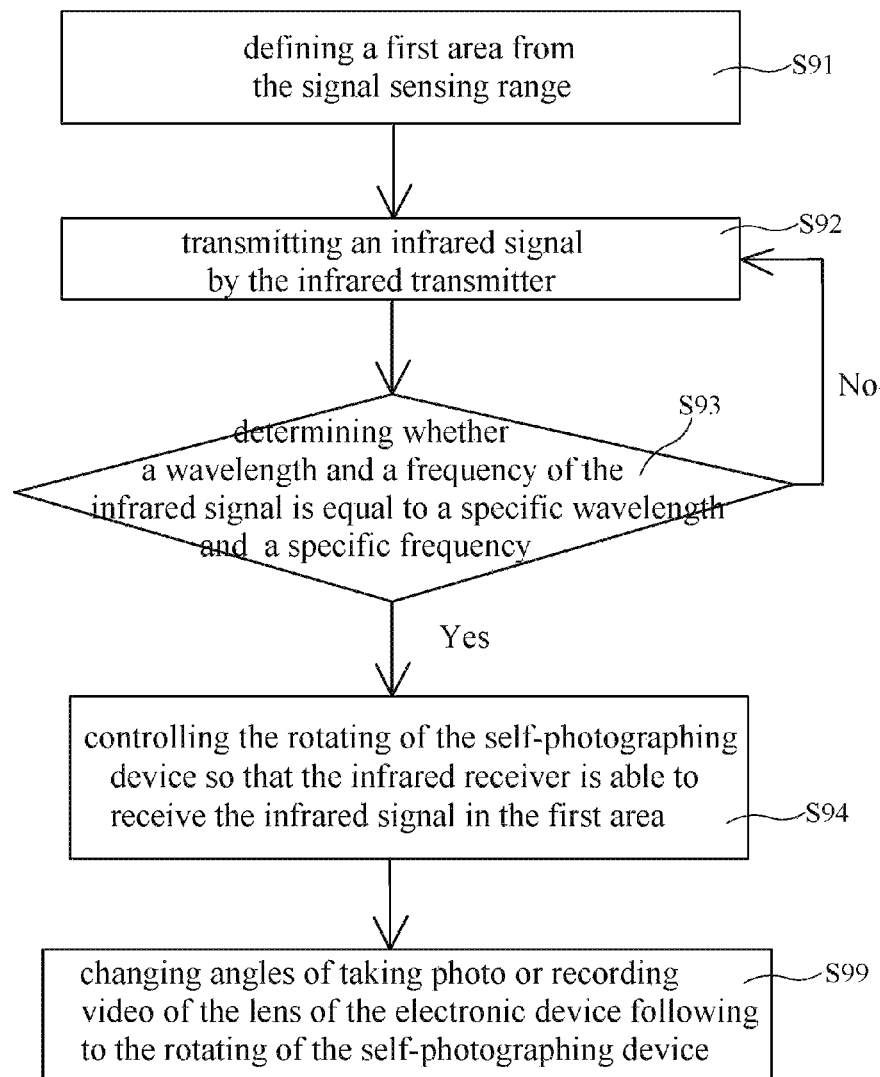 defining a first area from
the signal sensing range
S91
transmitting an infrared signal
by the infrared transmitter
S92
No
determining whether
a wavelength and a frequency of the
infrared signal is equal to a specific wavelength
and a specific frequency
S93
Yes
controlling the rotating of the self-photographing
device so that the infrared receiver is able to
receive the infrared signal in the first area
S94
changing angles of taking photo or recording
video of the lens of the electronic device following
to the rotating of the self-photographing device
S99